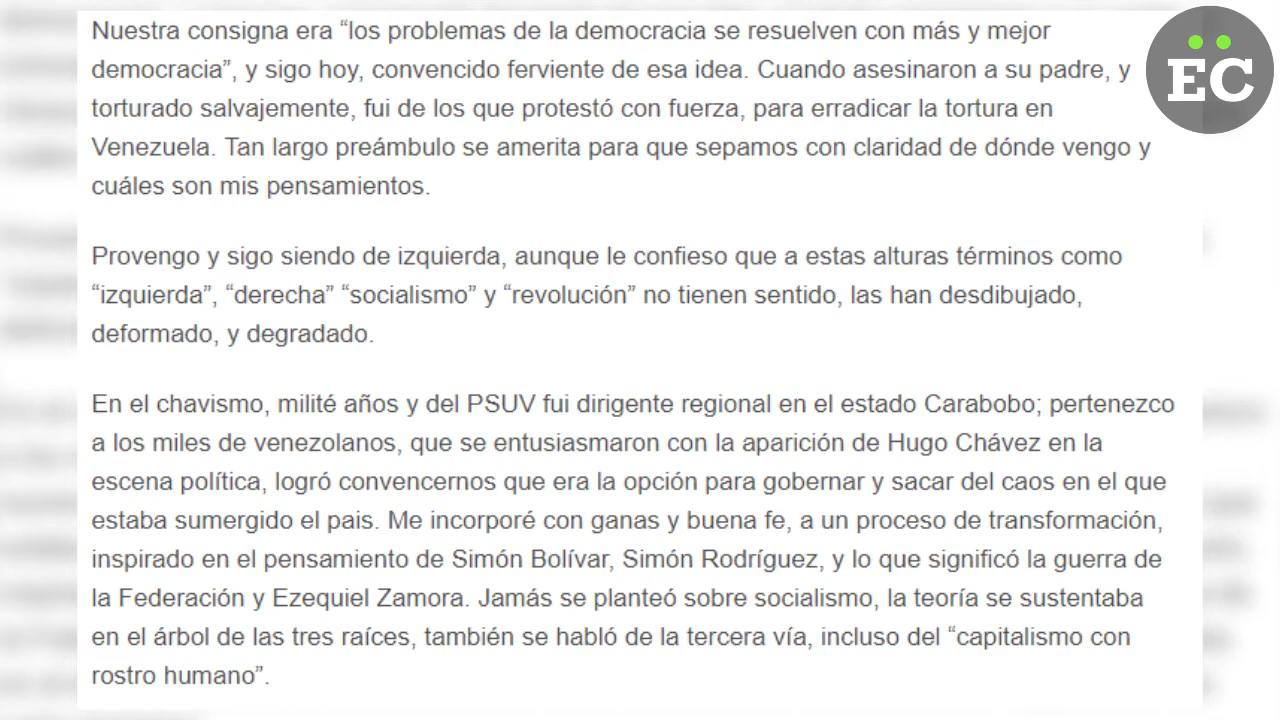 Nuestra consigna era “los problemas de la democracia se resuelven con más y mejor
democracia”, y sigo hoy, convencido ferviente de esa idea. Cuando asesinaron a su padre, y
torturado salvajemente, fui de los que protestó con fuerza, para erradicar la tortura en
Venezuela. Tan largo preámbulo se amerita para que sepamos con claridad de dónde vengo y
cuáles son mis pensamientos.
Provengo y sigo siendo de izquierda, aunque le confieso que a estas alturas términos como
“izquierda”, “derecha” “socialismo” y “revolución” no tienen sentido, las han desdibujado,
deformado, y degradado.
En el chavismo, milité años y del PSUV fui dirigente regional en el estado Carabobo; pertenezco
a los miles de venezolanos, que se entusiasmaron con la aparición de Hugo Chávez en la
escena política, logró convencernos que era la opción para gobernar y sacar del caos en el que
estaba sumergido el pais. Me incorporé con ganas y buena fe, a un proceso de transformación,
inspirado en el pensamiento de Simón Bolívar, Simón Rodríguez, y lo que significó la guerra de
la Federación y Ezequiel Zamora. Jamás se planteó sobre socialismo, la teoría se sustentaba
en el árbol de las tres raíces, también se habló de la tercera vía, incluso del “capitalismo con
rostro humano”.
EC